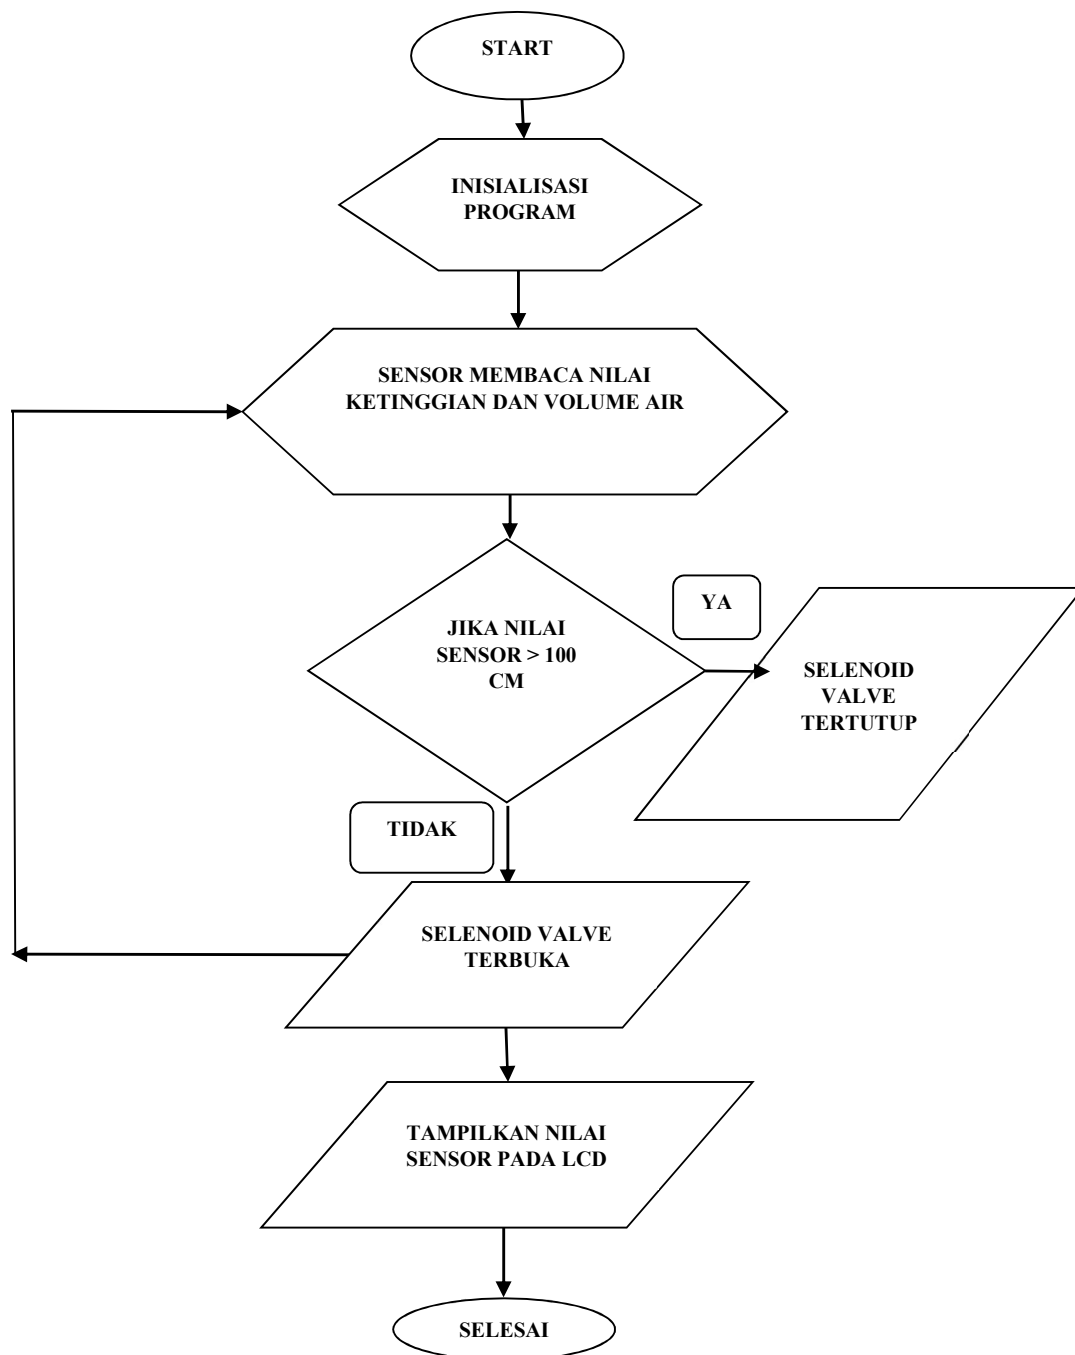 START
INISIALISASI
PROGRAM
SENSOR MEMBACA NILAI
KETINGGIAN DAN VOLUME AIR
JIKA NILAI
SENSOR > 100
CM
YA
SELENOID
VALVE
TERTUTUP
TIDAK
SELENOID VALVE
TERBUKA
TAMPILKAN NILAI
SENSOR PADA LCD
SELESAI